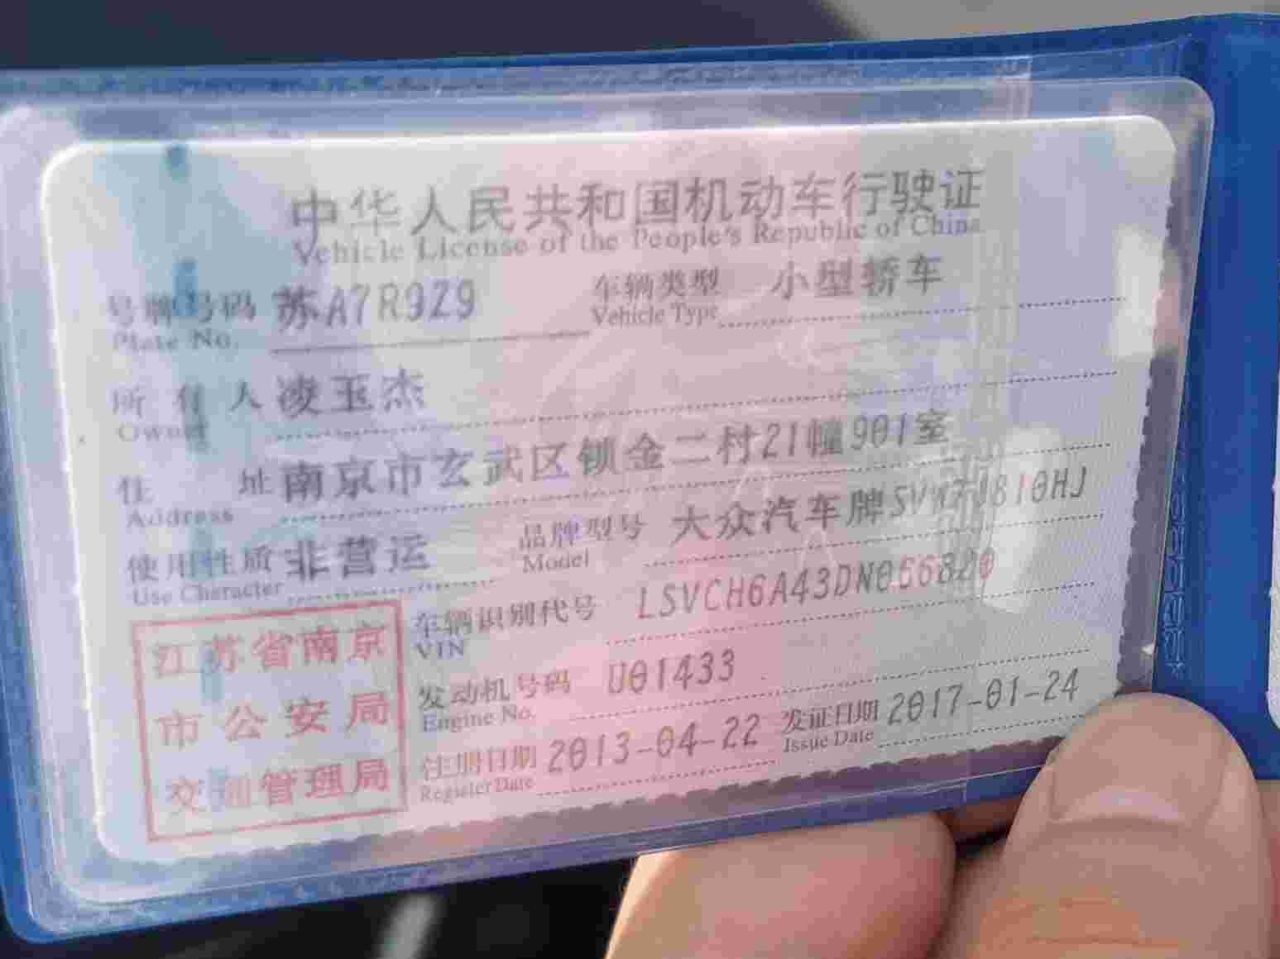 中华人民共和国机动车行驶证
Vehicle License of the People's Republic of China
号牌号码 苏A7R9Z9 车辆类型 小型轿车
Plate No. Vehicle Type
所有人 凌玉杰
Owner
住址 南京市玄武区锁金二村21幢901室
Address
使用性质 非营运 品牌型号 大众汽车牌
Use Character Model
车辆识别代号 LSVCH6A43DN066820
VIN
发动机号码 U01433
Engine No.
注册日期 2013-04-22 发证日期 2017-01-24
Register Date Issue Date
江苏省南京
市公安局
交通管理局